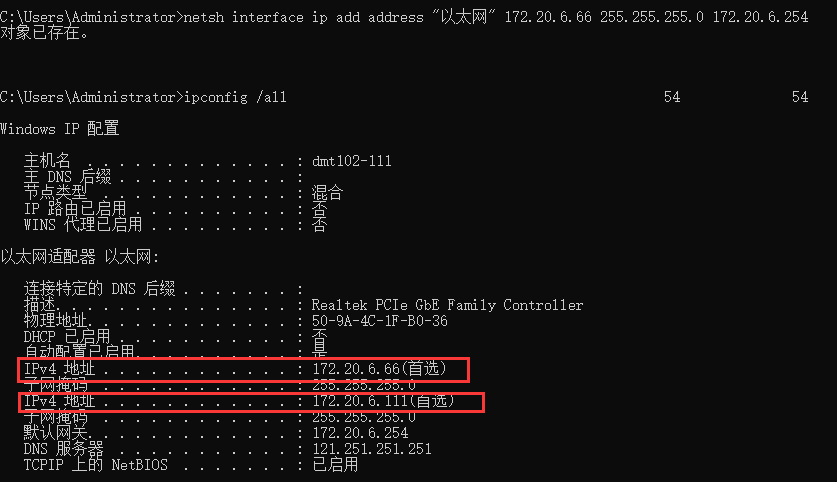 C:\Users\Administrator>netsh interface ip add address "以太网" 172.20.6.66 255.255.255.0 172.20.6.254
对象已存在。
C:\Users\Administrator>ipconfig /all 54 54
Windows IP 配置
主机名 . . . . . . . . . . . . . : dmt102-111
主 DNS 后缀 . . . . . . . . . . . :
节点类型 . . . . . . . . . . . . : 混合
IP 路由已启用 . . . . . . . . . . : 否
WINS 代理已启用 . . . . . . . . . : 否
以太网适配器 以太网:
连接特定的 DNS 后缀 . . . . . . . :
描述. . . . . . . . . . . . . . . : Realtek PCIe GbE Family Controller
物理地址. . . . . . . . . . . . . : 50-9A-4C-1F-B0-36
DHCP 已启用 . . . . . . . . . . . : 否
自动配置已启用. . . . . . . . . . : 是
IPv4 地址 . . . . . . . . . . . . : 172.20.6.66(首选)
子网掩码 . . . . . . . . . . . . : 255.255.255.0
IPv4 地址 . . . . . . . . . . . . : 172.20.6.111(首选)
子网掩码 . . . . . . . . . . . . : 255.255.255.0
默认网关. . . . . . . . . . . . . : 172.20.6.254
DNS 服务器 . . . . . . . . . . . : 121.251.251.251
TCPIP 上的 NetBIOS . . . . . . . : 已启用